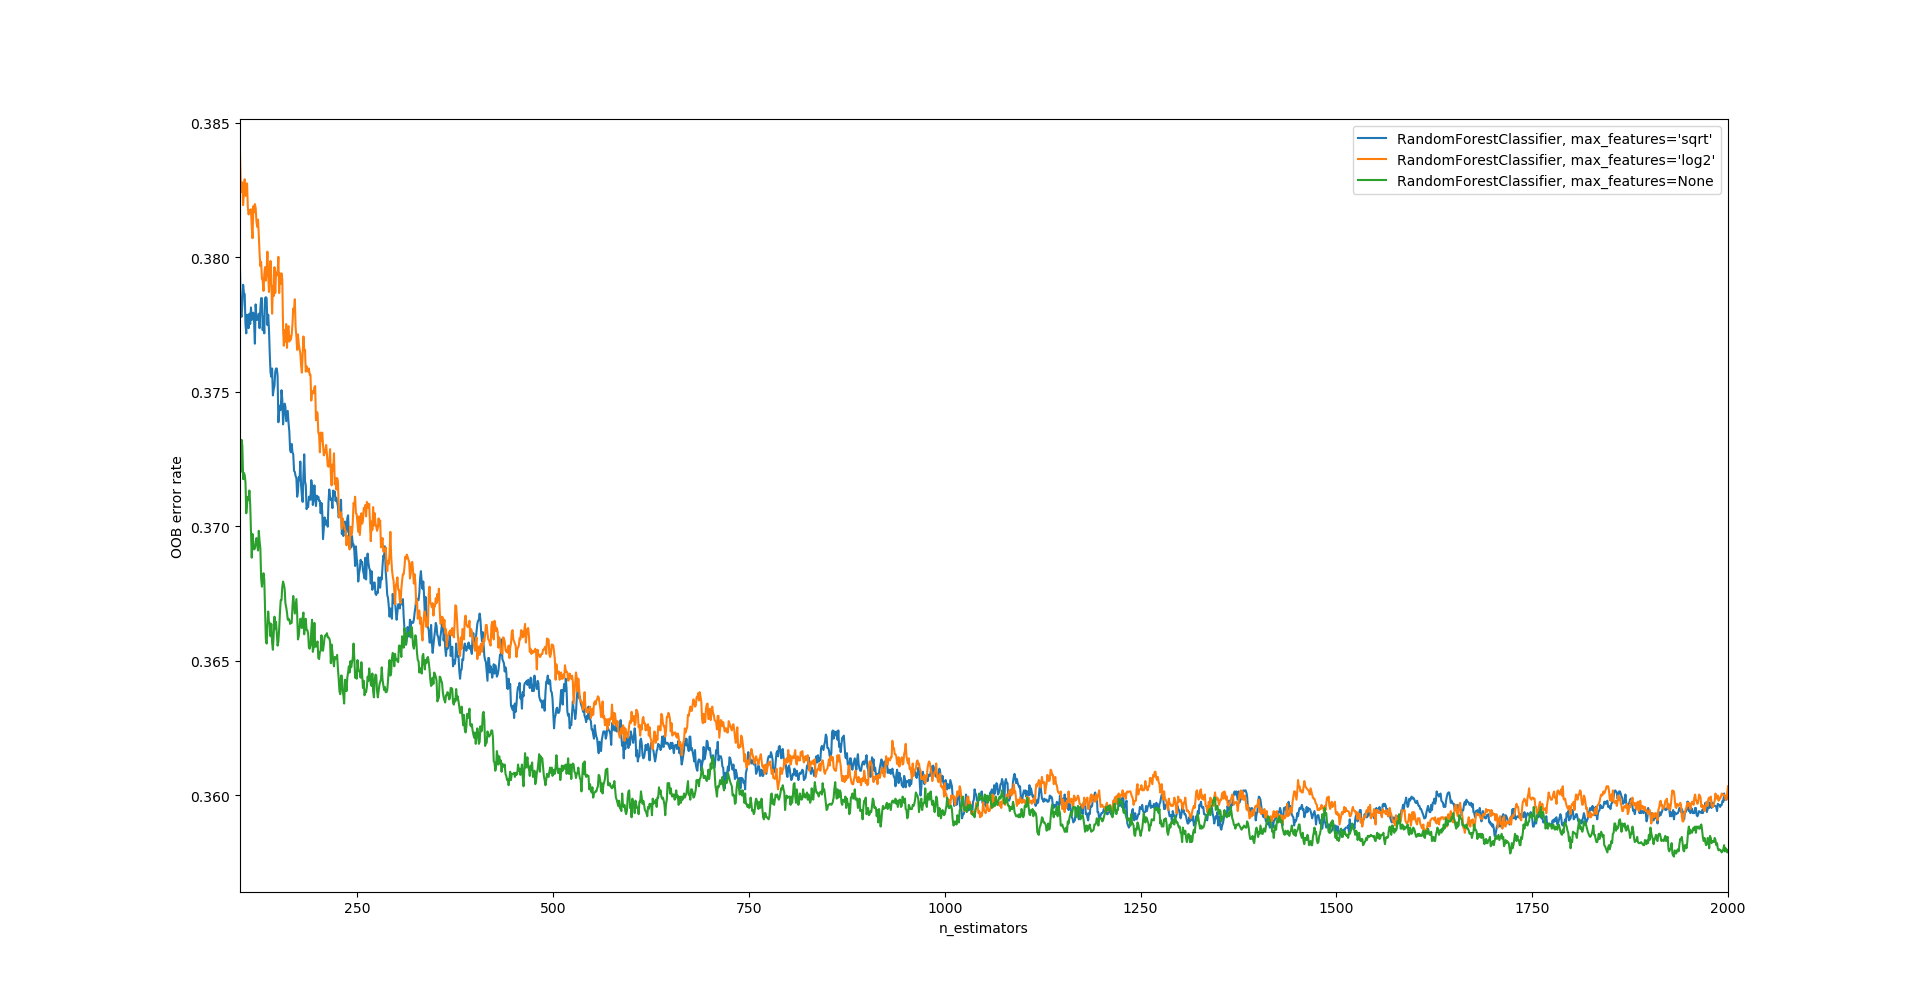 0.385
0.380
0.375
0.370
0.365
0.360
OOB error rate
RandomForestClassifier, max_features='sqrt'
RandomForestClassifier, max_features='log2'
RandomForestClassifier, max_features=None
250 500 750 1000 1250 1500 1750 2000
n_estimators